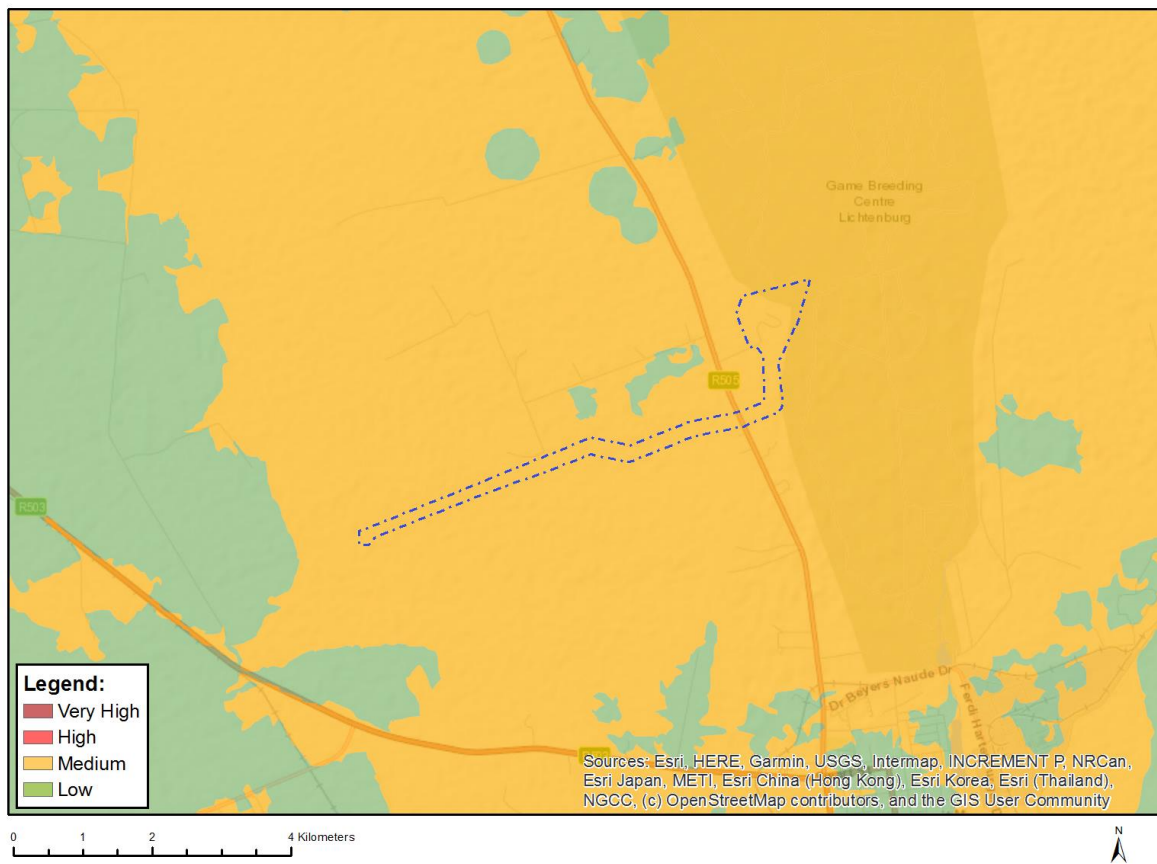 Game Breeding
Centre
Lichtenburg
R505
R503
Dr Beyers Naude Dr
Legend:
Very High
High
Medium
Low
Sources: Esri, HERE, Garmin, USGS, Intermap, INCREMENT P, NRCan,
Esri Japan, METI, Esri China (Hong Kong), Esri Korea, Esri (Thailand),
NGCC, (c) OpenStreetMap contributors, and the GIS User Community
0 1 2 4 Kilometers
N